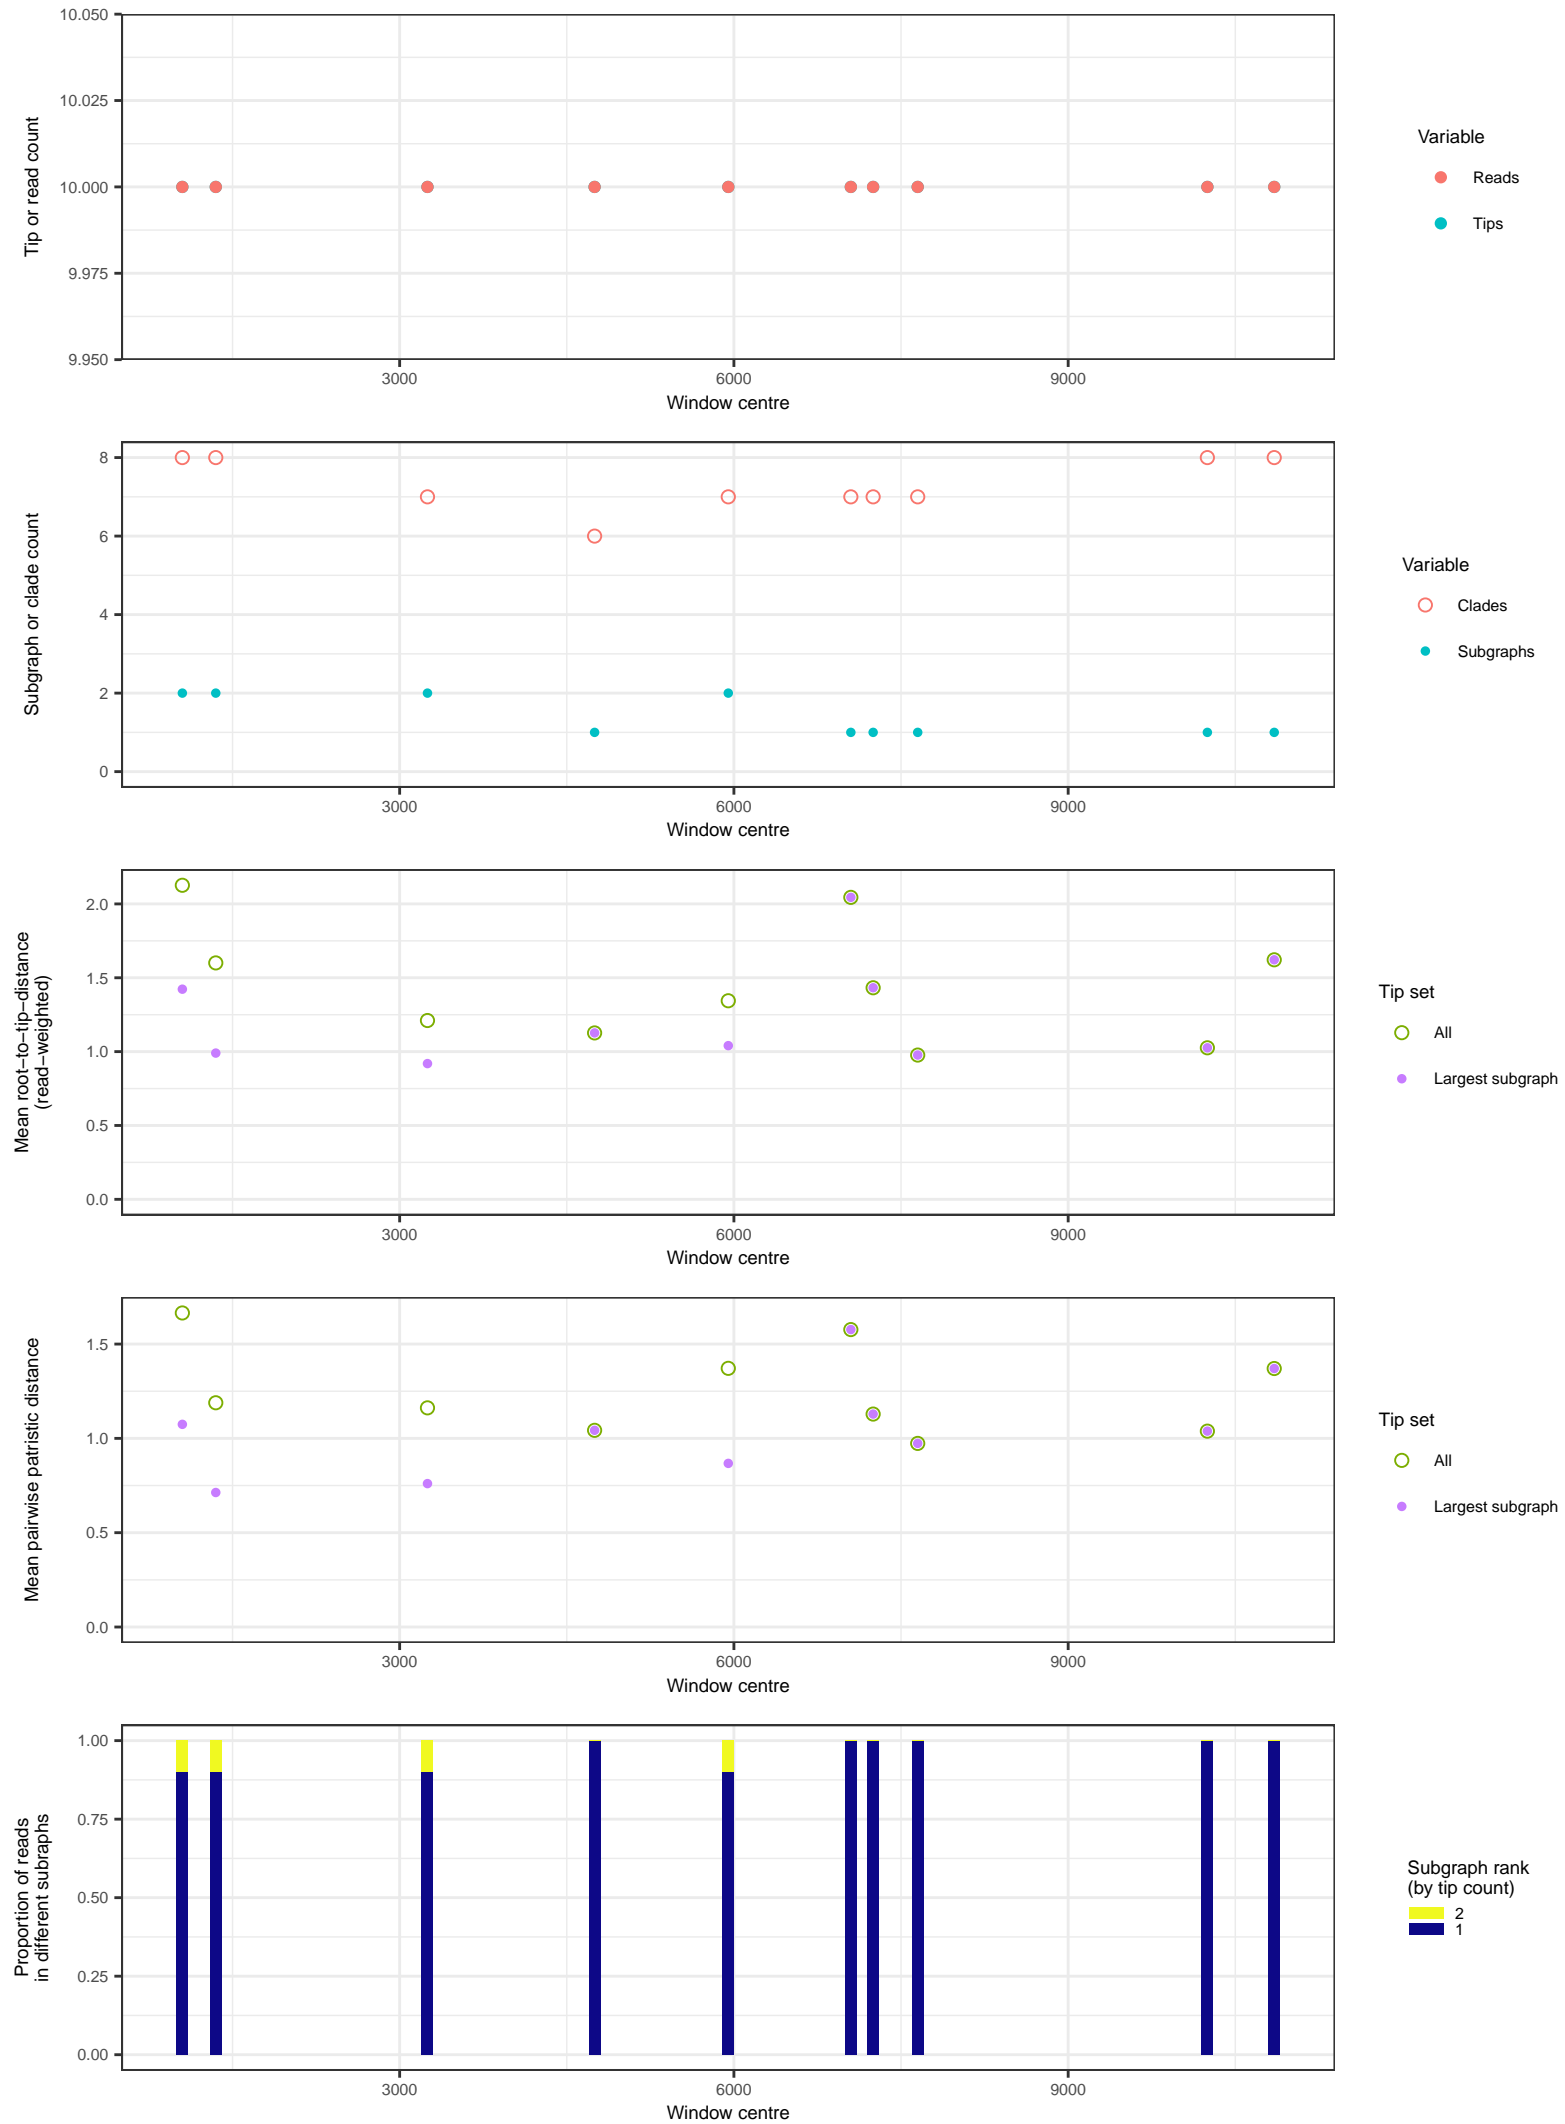 10.050
10.025
10.000
9.975
9.950
Tip or read count
3000
6000
9000
Window centre
Variable
Reads
Tips
8
6
4
2
0
Subgraph or clade count
3000
6000
9000
Window centre
Variable
Clades
Subgraphs
2.0
1.5
1.0
0.5
0.0
Mean root−to−tip−distance
(read−weighted)
3000
6000
9000
Window centre
Tip set
All
Largest subgraph
1.5
1.0
0.5
0.0
Mean pairwise patristic distance
3000
6000
9000
Window centre
Tip set
All
Largest subgraph
1.00
0.75
0.50
0.25
0.00
Proportion of reads
in different subraphs
3000
6000
9000
Window centre
Subgraph rank
(by tip count)
2
1